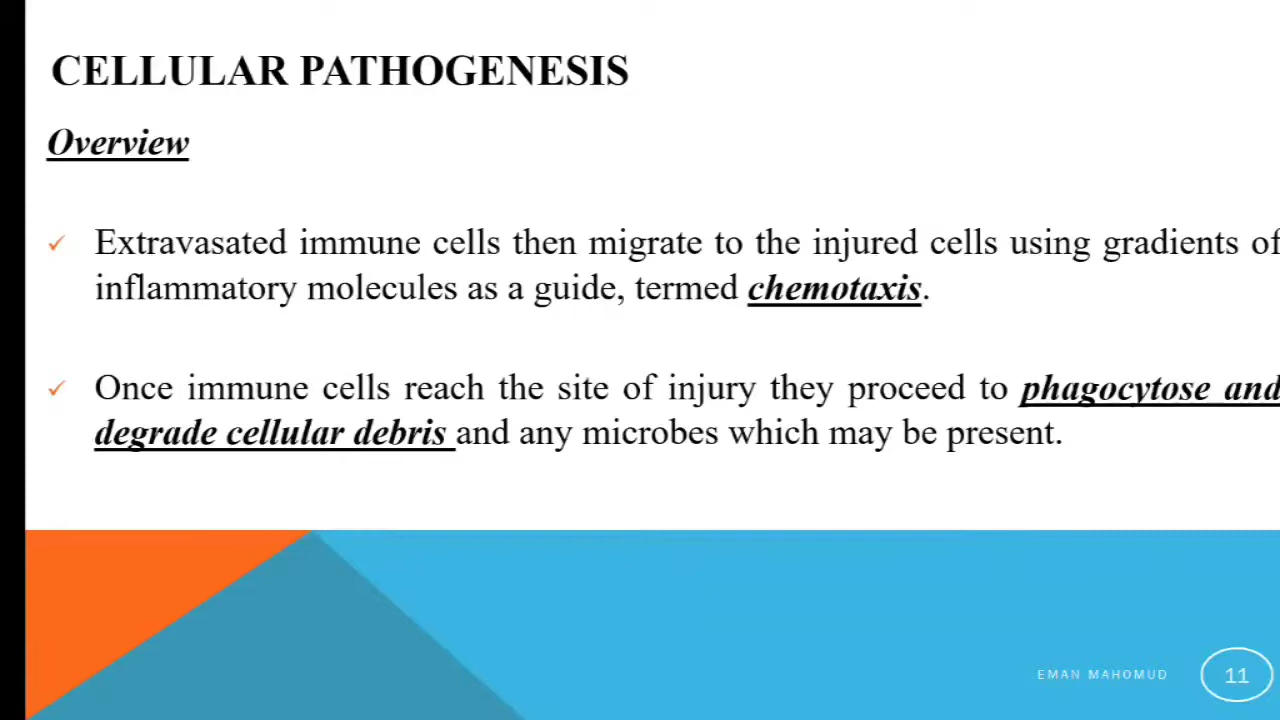 CELLULAR PATHOGENESIS
Overview
✓ Extravasated immune cells then migrate to the injured cells using gradients of
inflammatory molecules as a guide, termed chemotaxis.
✓ Once immune cells reach the site of injury they proceed to phagocytose and
degrade cellular debris and any microbes which may be present.
EMAN MAHOMUD
11